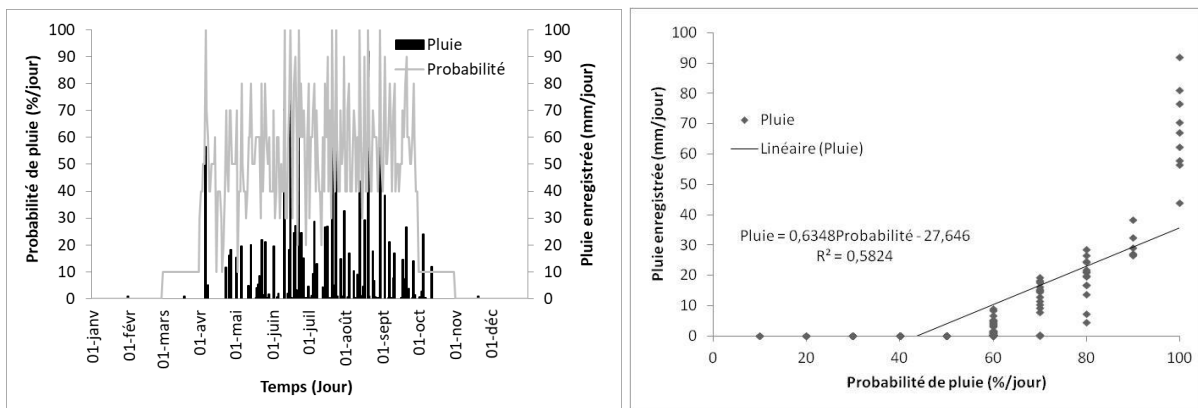 Probabilité de pluie (%/jour)
100
90
80
70
60
50
40
30
20
10
0
Pluie
Probabilité
100
90
80
70
60
50
40
30
20
10
0
Pluie enregistrée (mm/jour)
01-janv
01-févr
01-mars
01-avr
01-mai
01-juin
01-juil
01-août
01-sept
01-oct
01-nov
01-déc
Temps (Jour)
Pluie enregistrée (mm/jour)
100
90
80
70
60
50
40
30
20
10
0
Pluie
Linéaire (Pluie)
Pluie = 0,6348Probabilité - 27,646
R² = 0,5824
0
20
40
60
80
100
Probabilité de pluie (%/jour)